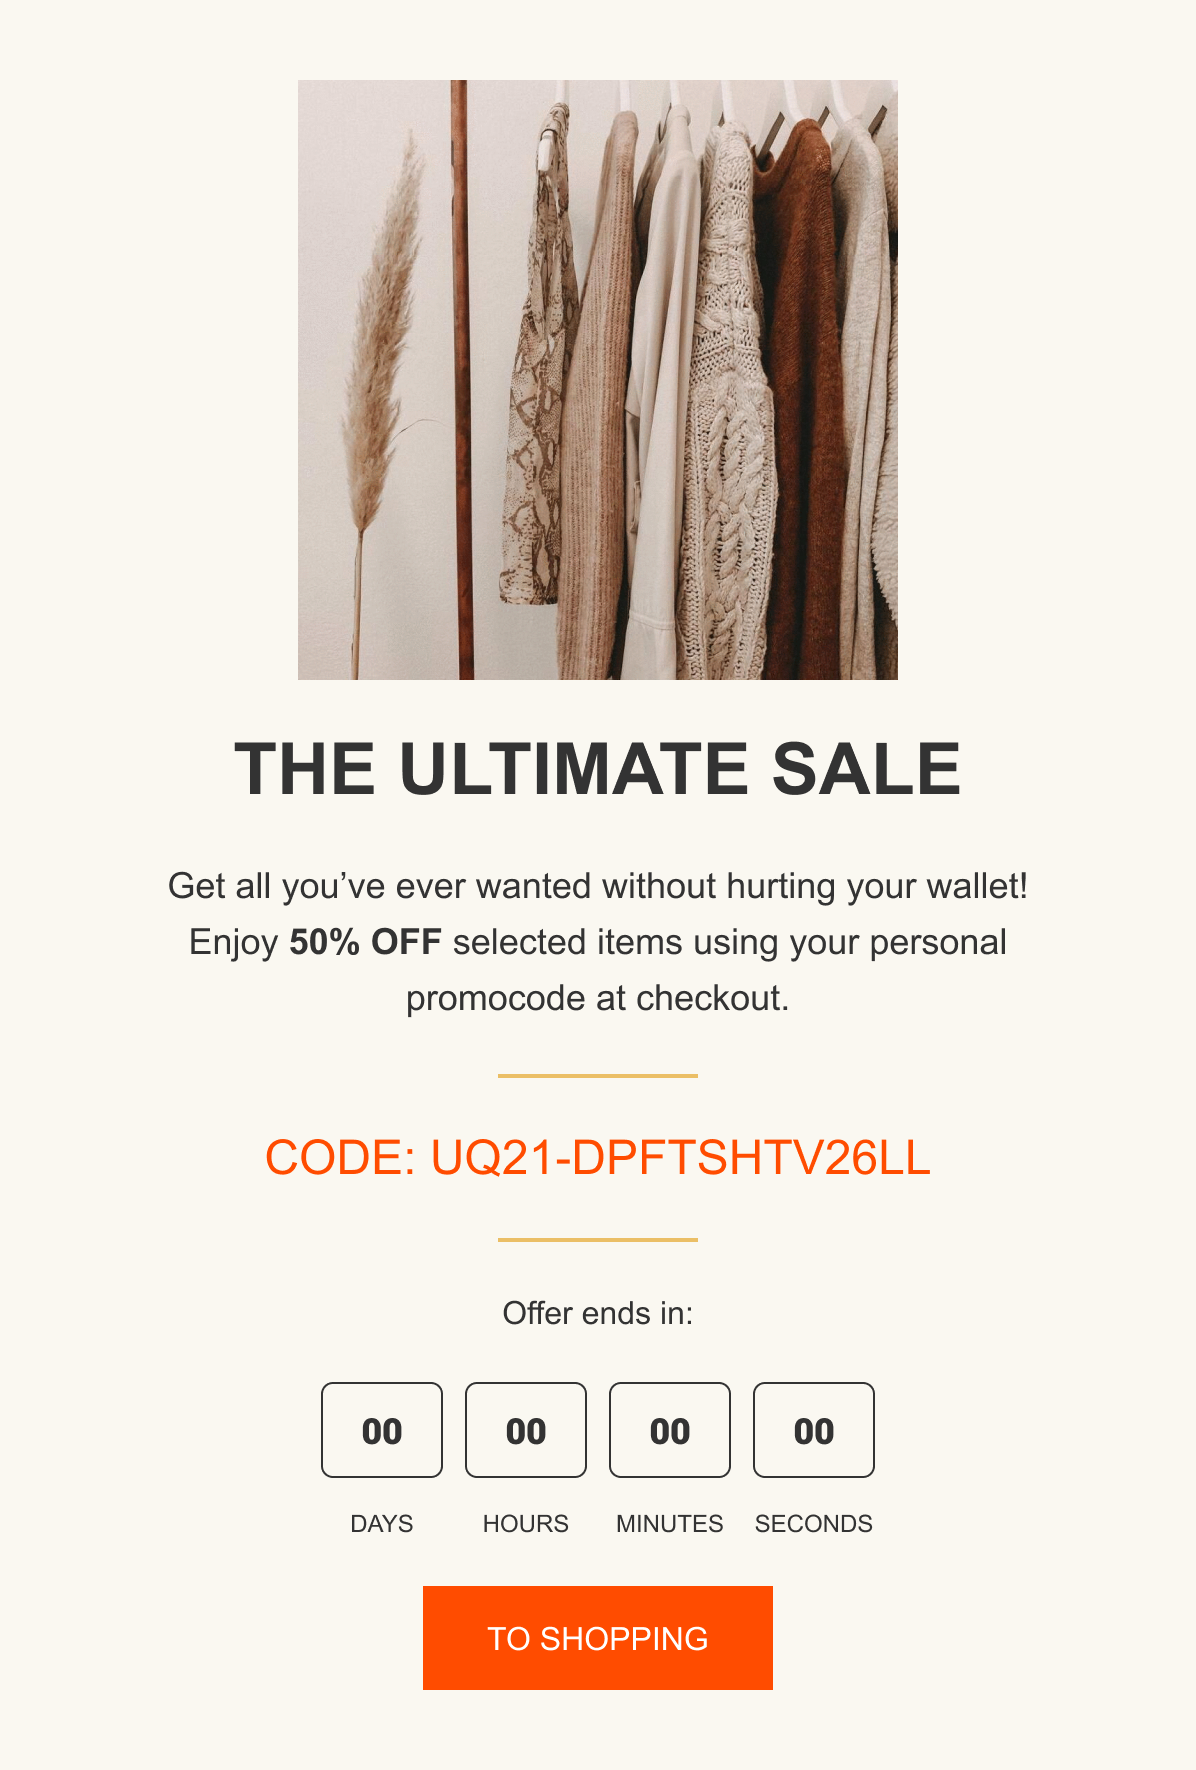 THE ULTIMATE SALE
Get all you’ve ever wanted without hurting your wallet!
Enjoy 50% OFF selected items using your personal
promocode at checkout.
CODE: UQ21-DPFTSHTV26LL
Offer ends in:
00 00 00 00
DAYS HOURS MINUTES SECONDS
TO SHOPPING